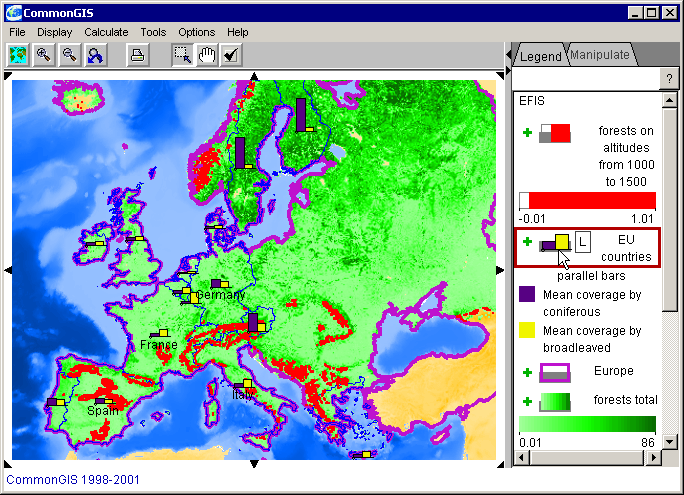 CommonGIS
File Display Calculate Tools Options Help
Legend Manipulate
?
EFIS
forests on
altitudes
from 1000
to 1500
-0.01 1.01
L EU
countries
parallel bars
Mean coverage by
coniferous
Mean coverage by
broadleaved
Europe
forests total
0.01 86
Germany
France
Spain
Italy
CommonGIS 1998-2001